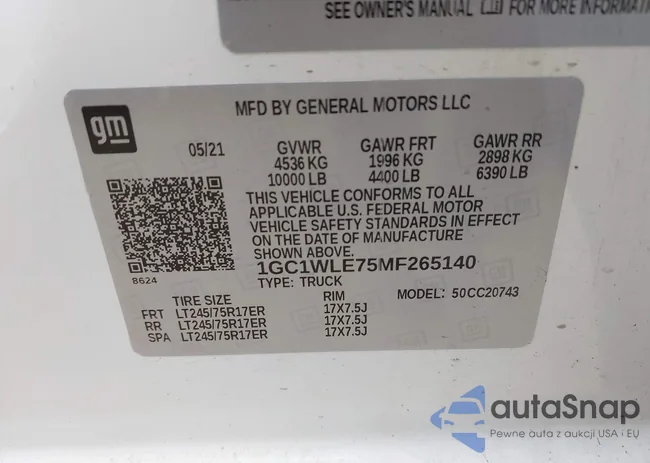 SEE OWNER'S MANUAL FOR MORE INFORMATI
gm
MFD BY GENERAL MOTORS LLC
05/21 GVWR GAWR FRT GAWR RR
4536 KG 1996 KG 2898 KG
10000 LB 4400 LB 6390 LB
THIS VEHICLE CONFORMS TO ALL
APPLICABLE U.S. FEDERAL MOTOR
VEHICLE SAFETY STANDARDS IN EFFECT
ON THE DATE OF MANUFACTURE
SHOWN ABOVE.
8624
1GC1WLE75MF265140
TYPE: TRUCK MODEL: 50CC20743
TIRE SIZE RIM
FRT LT245/75R17ER 17X7.5J
RR LT245/75R17ER 17X7.5J
SPA LT245/75R17ER 17X7.5J
autaSnap
Pewne auta z aukcji USA i EU